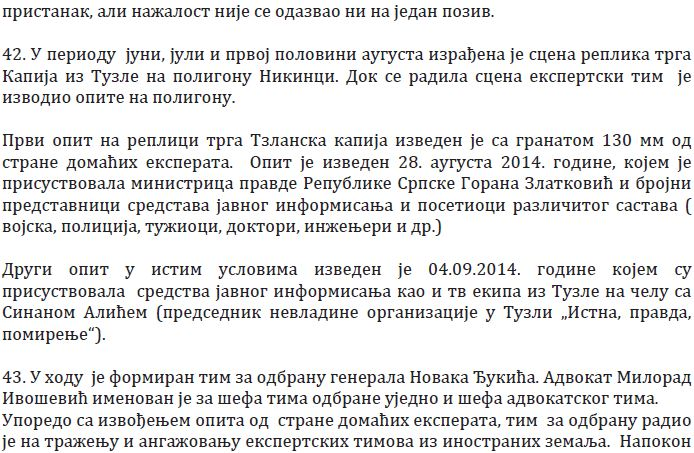 пристанак, али нажалост није се одазвао ни на један позив.
42. У периоду јуни, јули и првој половини аугуста израђена је сцена реплика трга
Капија из Тузле на полигону Никинци. Док се радила сцена експертски тим је
изводио опите на полигону.
Први опит на реплици трга Тзланска капија изведен је са гранатом 130 мм од
стране домаћих експерата. Опит је изведен 28. аугуста 2014. године, којем је
присуствовала министрица правде Републике Српске Горана Златковић и бројни
представници средстава јавног информисања и посетиоци различитог састава (
војска, полиција, тужиоци, доктори, инжењери и др.)
Други опит у истим условима изведен је 04.09.2014. године којем су
присуствовала средства јавног информисања као и тв екипа из Тузле на челу са
Синаном Алићем (председник невладине организације у Тузли „Истна, правда,
помирење“).
43. У ходу је формиран тим за одбрану генерала Новака Ђукића. Адвокат Милорад
Ивошевић именован је за шефа тима одбране уједно и шефа адвокатског тима.
Упоредо са извођењем опита од стране домаћих експерата, тим за одбрану радио
је на тражењу и ангажовању експертских тимова из иностраних земаља. Напокон